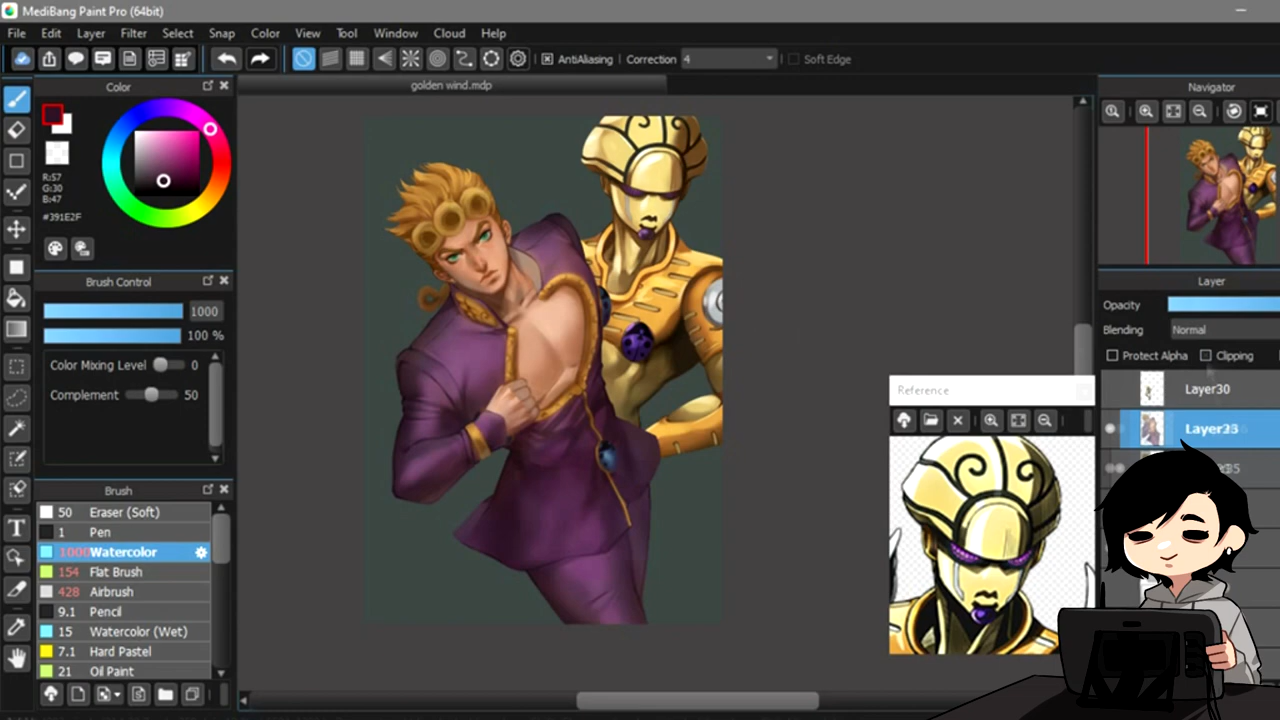 MediBang Paint Pro (64bit)
File Edit Layer Filter Select Snap Color View Tool Window Cloud Help
AntiAliasing Correction 4 Soft Edge
Color
golden wind.mdp
Navigator
R:57
G:30
B:47
#391E2F
Brush Control
1000
100 %
Color Mixing Level 0
Complement 50
Layer
Opacity
Blending Normal
Protect Alpha Clipping
Reference
Layer30
Brush
50 Eraser (Soft)
1 Pen
1000 Watercolor
154 Flat Brush
428 Airbrush
9.1 Pencil
15 Watercolor (Wet)
7.1 Hard Pastel
21 Oil Paint
T